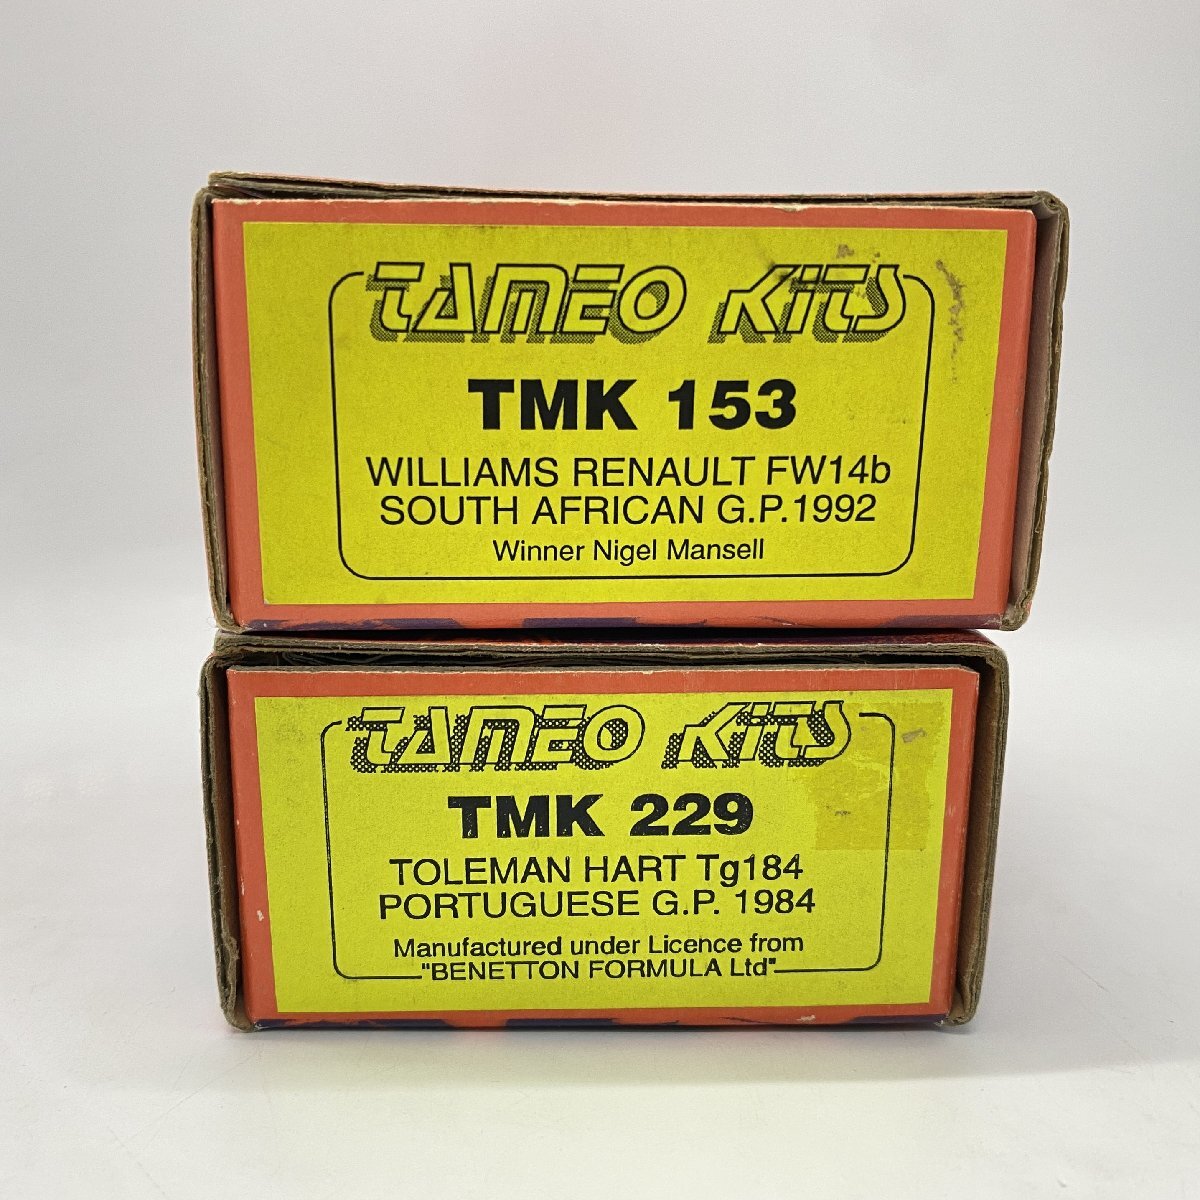 TAMEO KiTS
TMK 153
WILLIAMS RENAULT FW14b
SOUTH AFRICAN G.P.1992
Winner Nigel Mansell
TAMEO KiTS
TMK 229
TOLEMAN HART Tg184
PORTUGUESE G.P. 1984
Manufactured under Licence from
"BENETTON FORMULA Ltd"